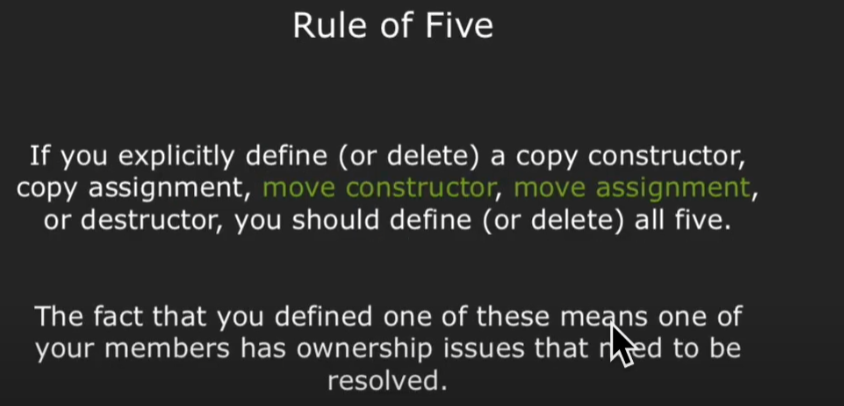 Rule of Five
If you explicitly define (or delete) a copy constructor,
copy assignment, move constructor, move assignment,
or destructor, you should define (or delete) all five.
The fact that you defined one of these means one of
your members has ownership issues that need to be
resolved.